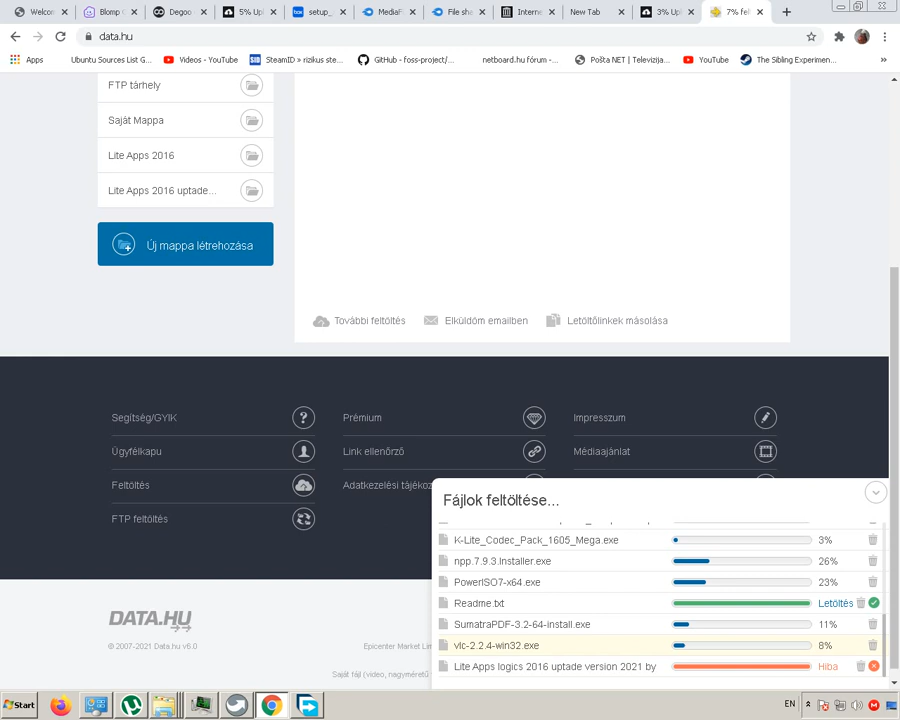 Welcon
Blomp C
Degoo
5% Upl
setup_
MediaF
File sha
Interne
New Tab
3% Upl
7% fel
data.hu
Apps
Ubuntu Sources List G...
Videos - YouTube
SteamID » rizikus ste...
GitHub - foss-project/...
netboard.hu fórum -...
Pošta NET | Televizija...
YouTube
The Sibling Experimen...
»
FTP tárhely
Saját Mappa
Lite Apps 2016
Lite Apps 2016 uptade...
Új mappa létrehozása
További feltöltés
Elküldöm emailben
Letöltőlinkek másolása
Segítség/GYIK
Prémium
Impresszum
Ügyfélkapu
Link ellenőrző
Médiaajánlat
Feltöltés
Adatkezelési tájékoz
FTP feltöltés
Fájlok feltöltése...
K-Lite_Codec_Pack_1605_Mega.exe 3%
npp.7.9.3.Installer.exe 26%
PowerISO7-x64.exe 23%
Readme.txt Letöltés
SumatraPDF-3.2-64-install.exe 11%
vlc-2.2.4-win32.exe 8%
Lite Apps logics 2016 uptade version 2021 by Hiba
DATA.HU
© 2007-2021 Data.hu v6.0
Epicenter Market Lim
Saját fájl (video, nagyméretű
Start
EN